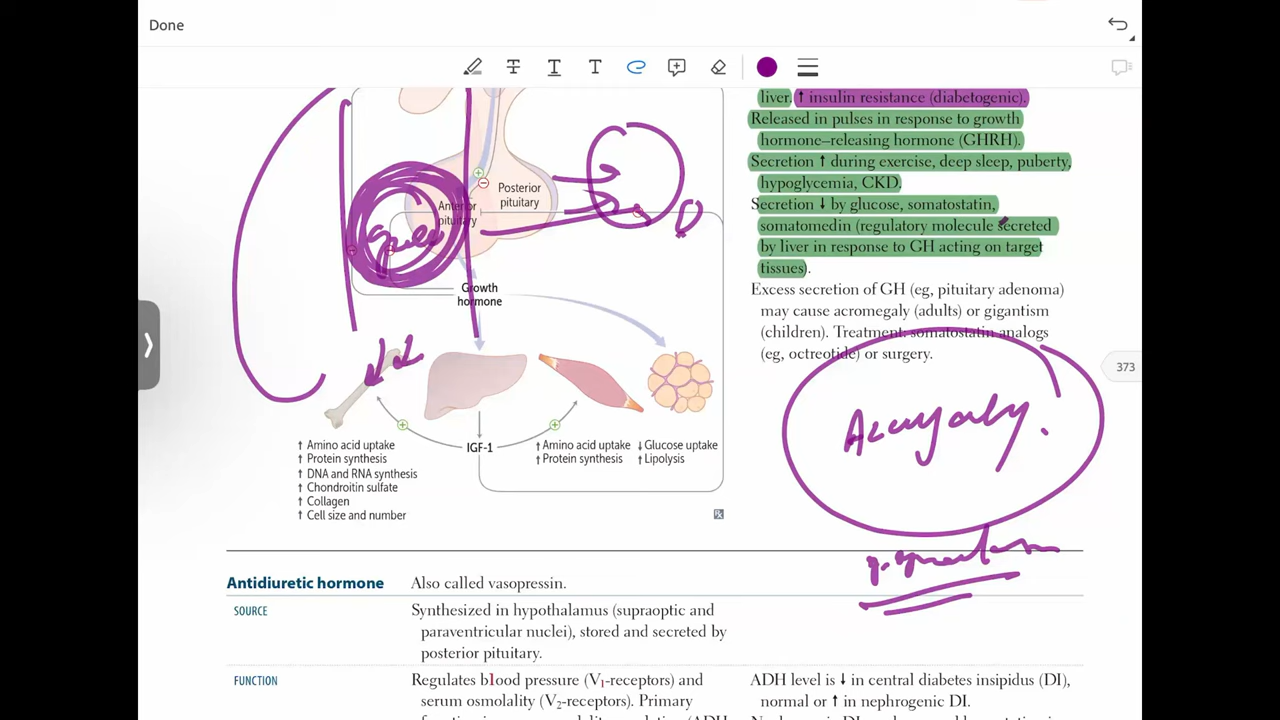 Done
T
T
T
liver. ↑ insulin resistance (diabetogenic).
Released in pulses in response to growth
hormone–releasing hormone (GHRH).
Secretion ↑ during exercise, deep sleep, puberty,
hypoglycemia, CKD.
Secretion ↓ by glucose, somatostatin,
somatomedin (regulatory molecule secreted
by liver in response to GH acting on target
tissues).
Excess secretion of GH (eg, pituitary adenoma)
may cause acromegaly (adults) or gigantism
(children). Treatment: somatostatin analogs
(eg, octreotide) or surgery.
373
Anterior
pituitary
Posterior
pituitary
Growth
hormone
IGF-1
↑ Amino acid uptake
↑ Protein synthesis
↑ DNA and RNA synthesis
↑ Chondroitin sulfate
↑ Collagen
↑ Cell size and number
↑ Amino acid uptake
↑ Protein synthesis
↓ Glucose uptake
↑ Lipolysis
Antidiuretic hormone
Also called vasopressin.
SOURCE
Synthesized in hypothalamus (supraoptic and
paraventricular nuclei), stored and secreted by
posterior pituitary.
FUNCTION
Regulates blood pressure (V1-receptors) and
serum osmolality (V2-receptors). Primary
ADH level is ↓ in central diabetes insipidus (DI),
normal or ↑ in nephrogenic DI.